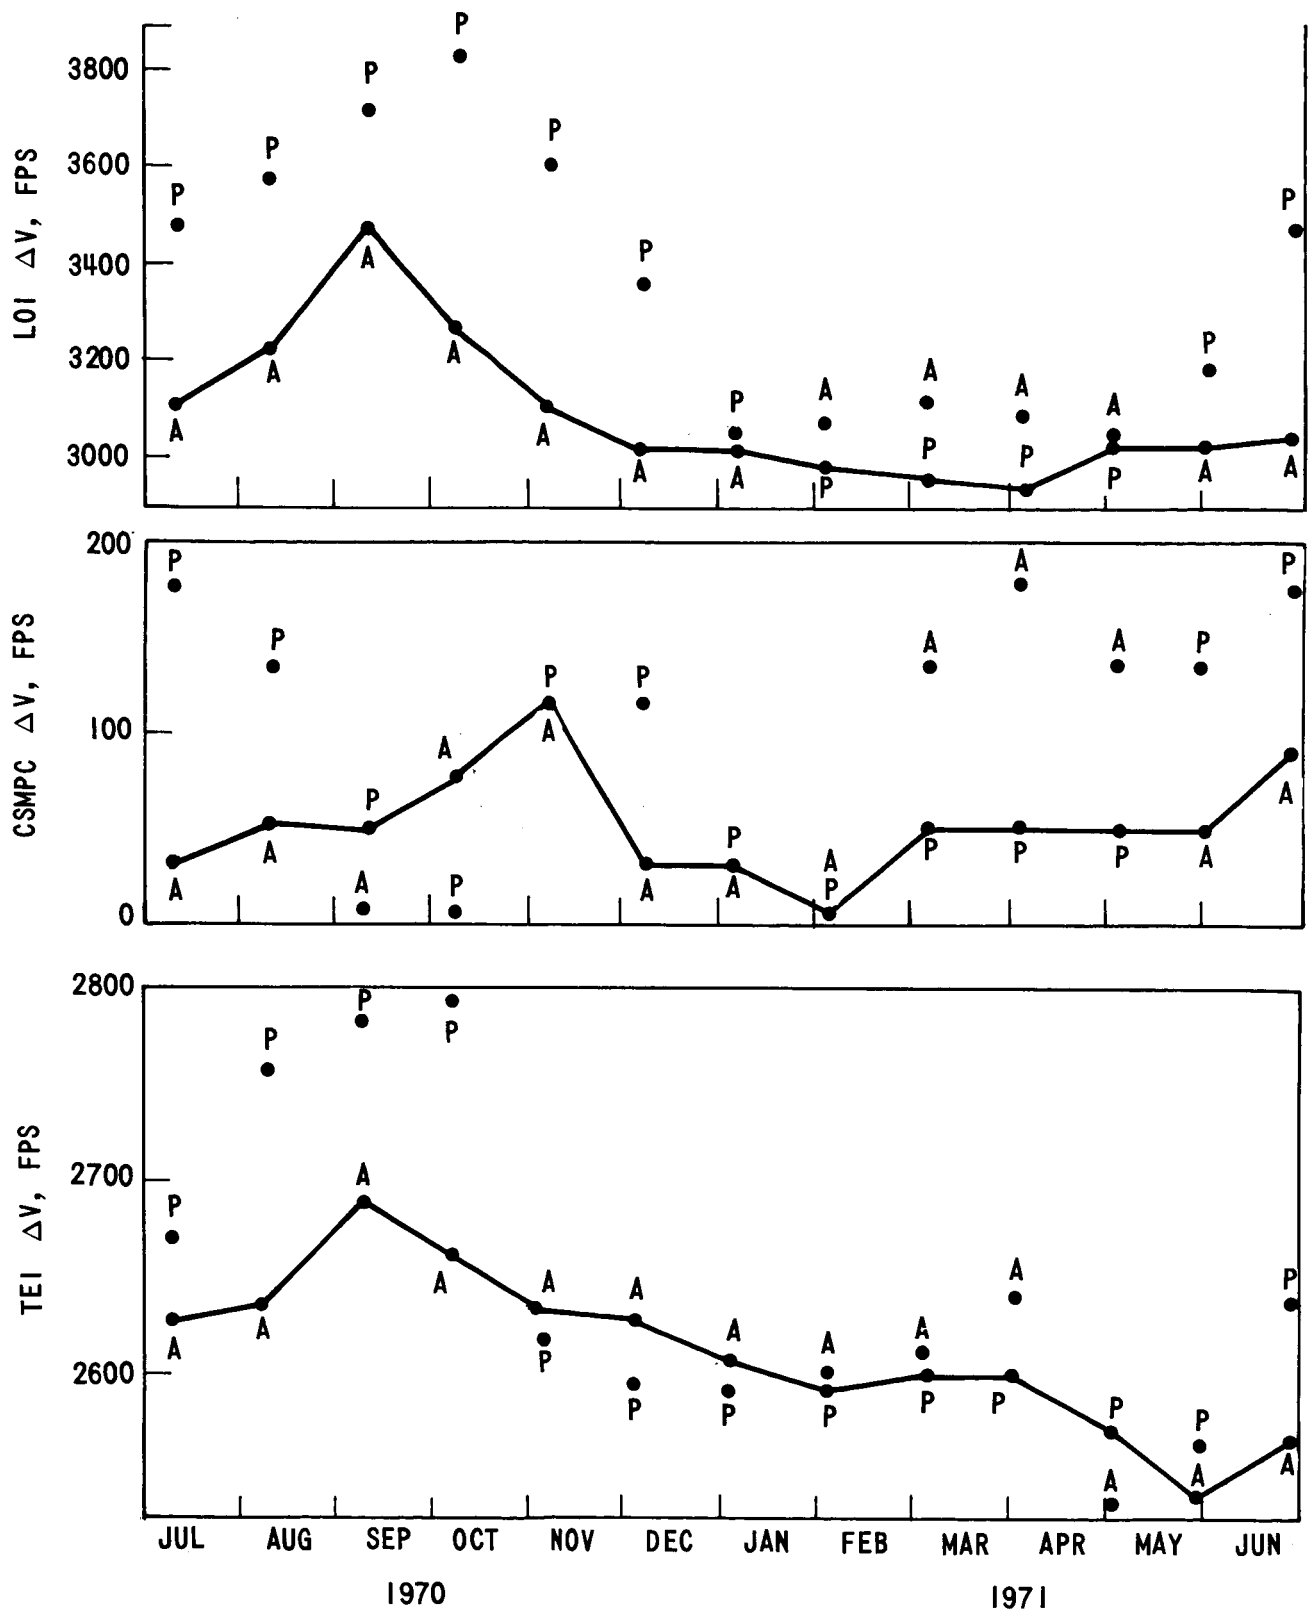 LOI ΔV, FPS
3800
3600
3400
3200
3000
P
P
P
P
P
P
P
A
A
A
A
P
P
A
A
A
A
A
A
A
P
P
P
P
A
A
CSMPC ΔV, FPS
200
100
0
P
P
P
P
A
A
A
P
P
A
A
P
A
A
P
A
P
A
A
P
A
P
P
P
P
A
A
TEI ΔV, FPS
2800
2700
2600
P
P
P
P
A
A
A
A
A
A
A
A
A
P
P
A
A
P
P
P
P
P
P
P
A
A
A
JUL AUG SEP OCT NOV DEC JAN FEB MAR APR MAY JUN
1970 1971